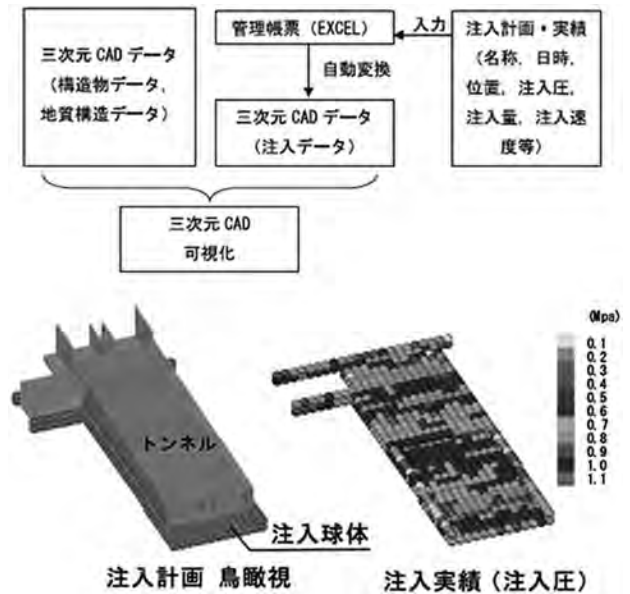 三次元 CAD データ
（構造物データ，
地質構造データ）
管理帳票（EXCEL）
入力
注入計画・実績
（名称，日時，
位置，注入圧，
注入量，注入速
度等）
自動変換
三次元 CAD データ
（注入データ）
三次元 CAD
可視化
トンネル
注入球体
注入計画 鳥瞰視
(Mpa)
0.1
0.2
0.3
0.4
0.5
0.6
0.7
0.8
0.9
1.0
1.1
注入実績（注入圧）